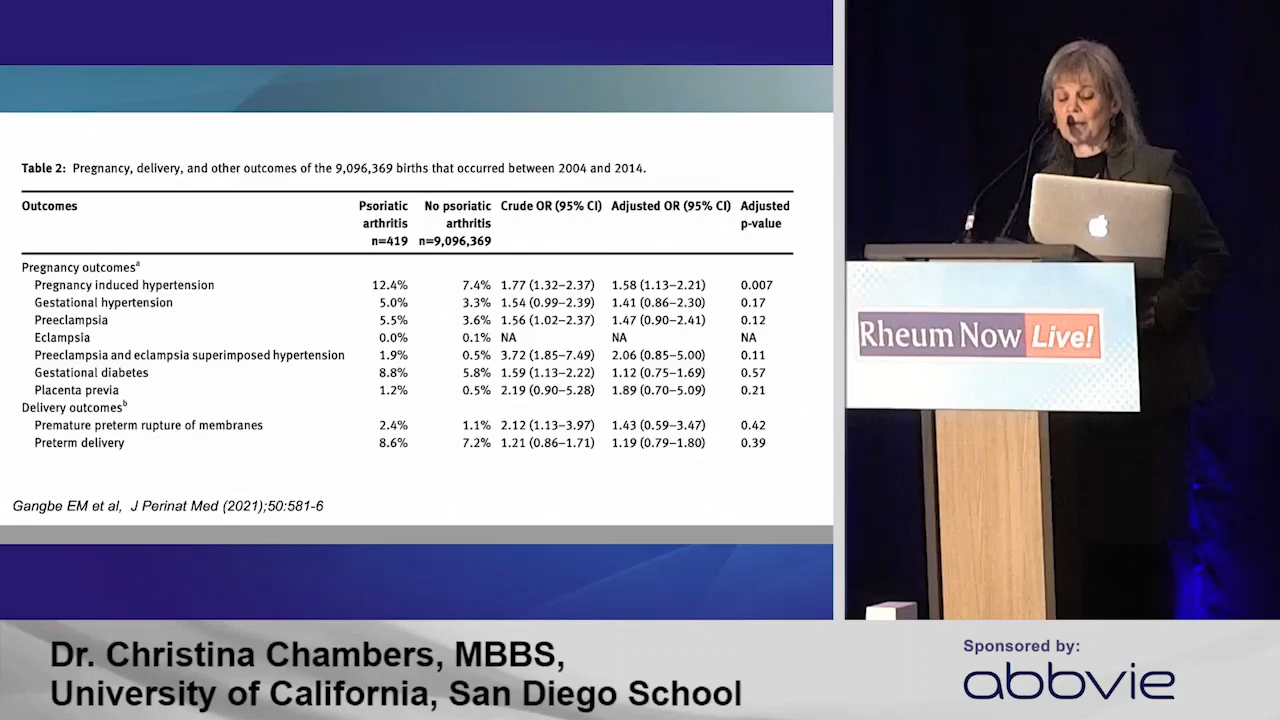 Table 2: Pregnancy, delivery, and other outcomes of the 9,096,369 births that occurred between 2004 and 2014.
Outcomes Psoriatic arthritis n=419 No psoriatic arthritis n=9,096,369 Crude OR (95% CI) Adjusted OR (95% CI) Adjusted p-value
Pregnancy outcomesᵃ
Pregnancy induced hypertension 12.4% 7.4% 1.77 (1.32–2.37) 1.58 (1.13–2.21) 0.007
Gestational hypertension 5.0% 3.3% 1.54 (0.99–2.39) 1.41 (0.86–2.30) 0.17
Preeclampsia 5.5% 3.6% 1.56 (1.02–2.37) 1.47 (0.90–2.41) 0.12
Eclampsia 0.0% 0.1% NA NA NA
Preeclampsia and eclampsia superimposed hypertension 1.9% 0.5% 3.72 (1.85–7.49) 2.06 (0.85–5.00) 0.11
Gestational diabetes 8.8% 5.8% 1.59 (1.13–2.22) 1.12 (0.75–1.69) 0.57
Placenta previa 1.2% 0.5% 2.19 (0.90–5.28) 1.89 (0.70–5.09) 0.21
Delivery outcomesᵇ
Premature preterm rupture of membranes 2.4% 1.1% 2.12 (1.13–3.97) 1.43 (0.59–3.47) 0.42
Preterm delivery 8.6% 7.2% 1.21 (0.86–1.71) 1.19 (0.79–1.80) 0.39
Gangbe EM et al, J Perinat Med (2021);50:581-6
Rheum Now Live!
Dr. Christina Chambers, MBBS,
University of California, San Diego School
Sponsored by:
abbvie